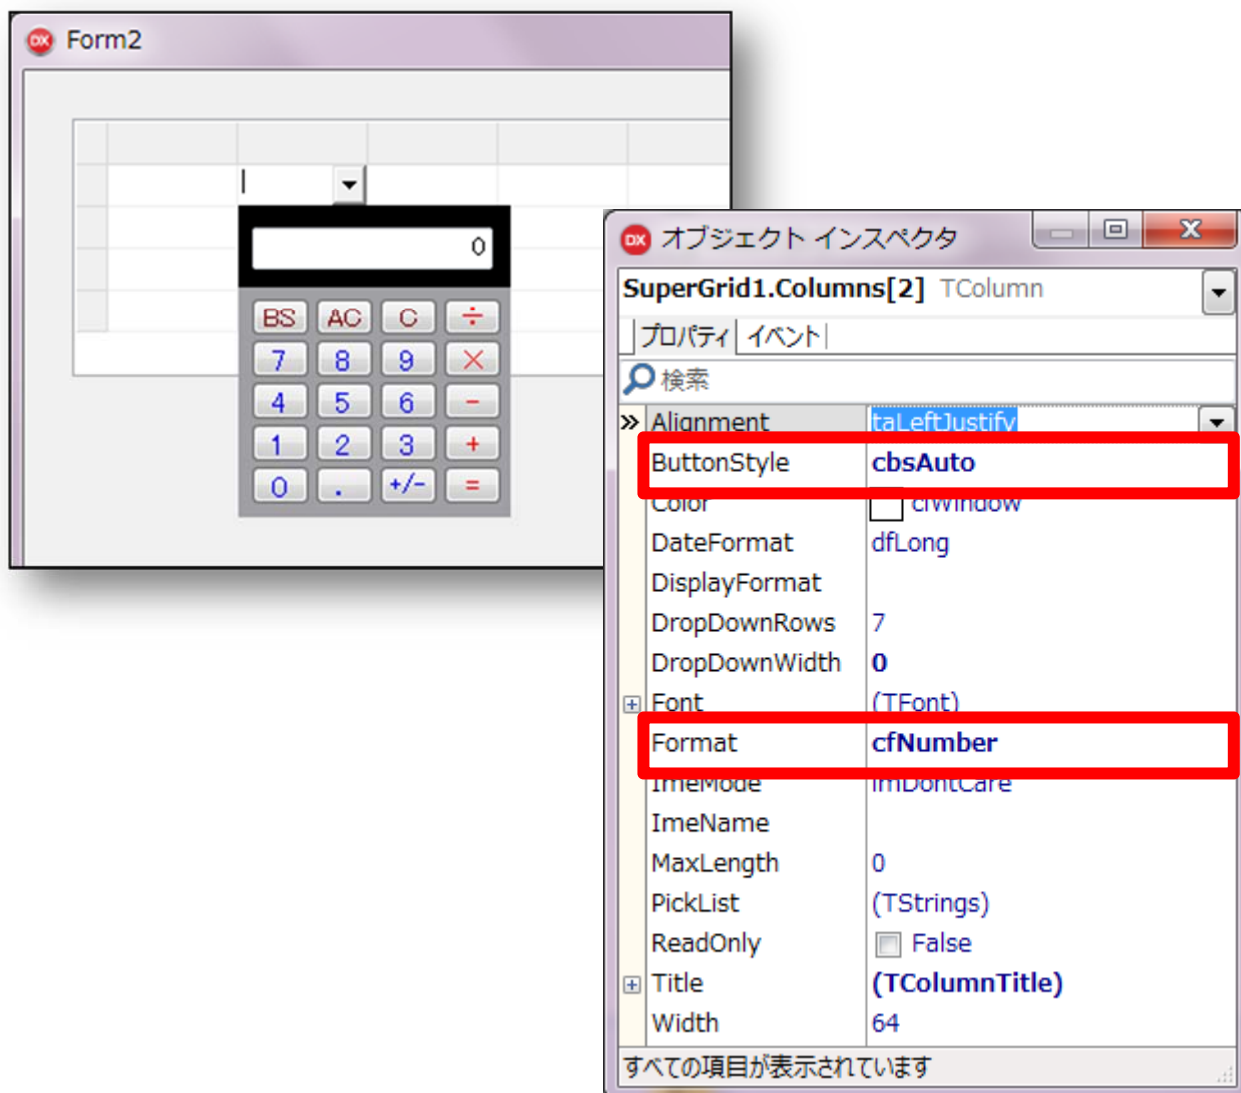 DX Form2
0
BS AC C ÷
7 8 9 ×
4 5 6 −
1 2 3 +
0 . +/- =
DX オブジェクト インスペクタ
SuperGrid1.Columns[2] TColumn
プロパティ イベント
検索
Alignment taLeftJustify
ButtonStyle cbsAuto
Color clWindow
DateFormat dfLong
DisplayFormat
DropDownRows 7
DropDownWidth 0
Font (TFont)
Format cfNumber
ImeMode imDontCare
ImeName
MaxLength 0
PickList (TStrings)
ReadOnly False
Title (TColumnTitle)
Width 64
すべての項目が表示されています